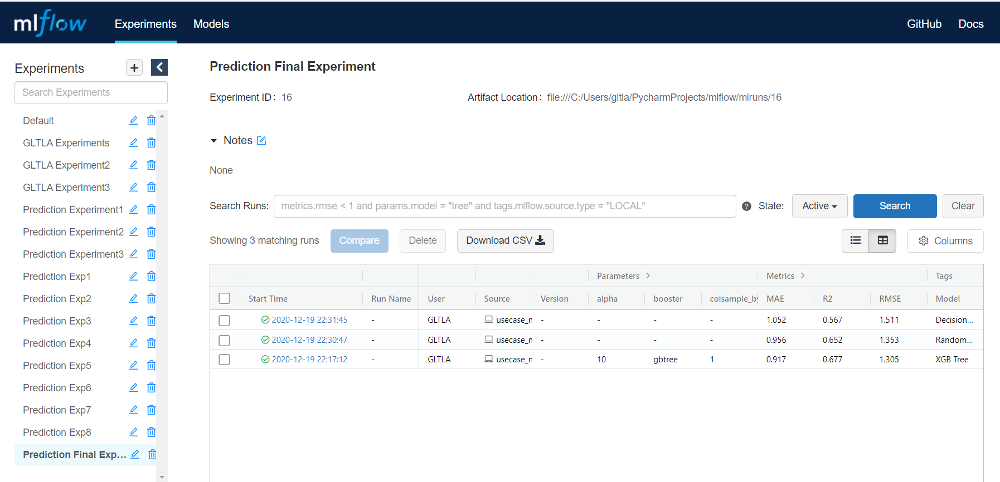 mlflow Experiments Models GitHub Docs
Experiments
Search Experiments
Default
GLTLA Experiments
GLTLA Experiment2
GLTLA Experiment3
Prediction Experiment1
Prediction Experiment2
Prediction Experiment3
Prediction Exp1
Prediction Exp2
Prediction Exp3
Prediction Exp4
Prediction Exp5
Prediction Exp6
Prediction Exp7
Prediction Exp8
Prediction Final Exp...
Prediction Final Experiment
Experiment ID: 16 Artifact Location: file:///C:/Users/gltla/PycharmProjects/mlflow/mlruns/16
Notes
None
Search Runs: metrics.rmse < 1 and params.model = "tree" and tags.mlflow.source.type = "LOCAL" ? State: Active Search Clear
Showing 3 matching runs Compare Delete Download CSV Columns
Parameters > Metrics > Tags
Start Time Run Name User Source Version alpha booster colsample_by MAE R2 RMSE Model
2020-12-19 22:31:45 - GLTLA usecase_n - - - - 1.052 0.567 1.511 Decision...
2020-12-19 22:30:47 - GLTLA usecase_n - - - - 0.956 0.652 1.353 Random...
2020-12-19 22:17:12 - GLTLA usecase_n - 10 gbtree 1 0.917 0.677 1.305 XGB Tree